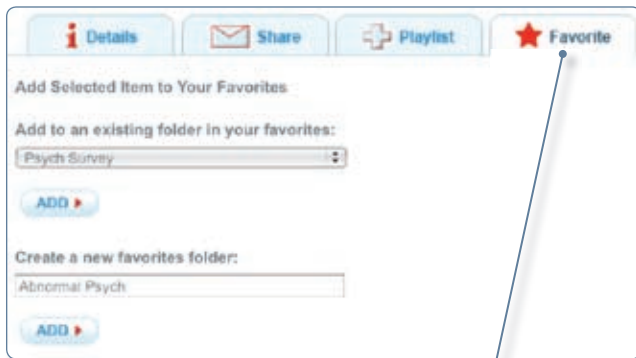 Details Share Playlist Favorite
Add Selected Item to Your Favorites
Add to an existing folder in your favorites:
Psych Survey
ADD
Create a new favorites folder:
Abnormal Psych
ADD